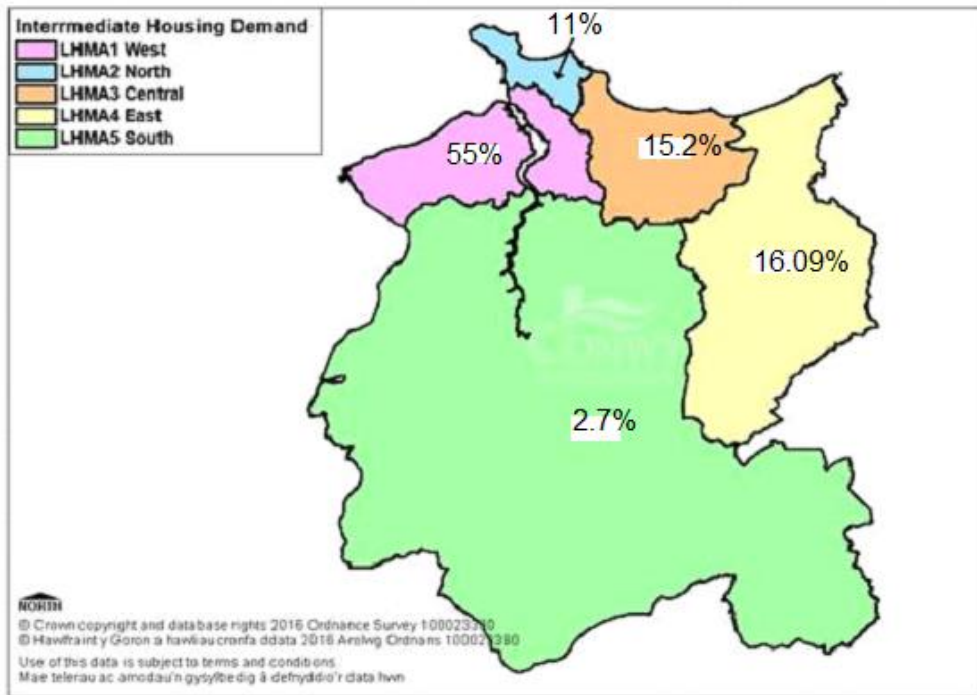 Interrmediate Housing Demand
LHMA1 West
LHMA2 North
LHMA3 Central
LHMA4 East
LHMA5 South
11%
55%
15.2%
16.09%
2.7%
NORTH
© Crown copyright and database rights 2016 Ordnance Survey
© Hawlfraint y Goron a hawliau cronfa ddata 2016 Arolwg Ordnans
Use of this data is subject to terms and conditions.
Mae telerau ac amodau'n gysylltiedig â defnyddio'r data hwn